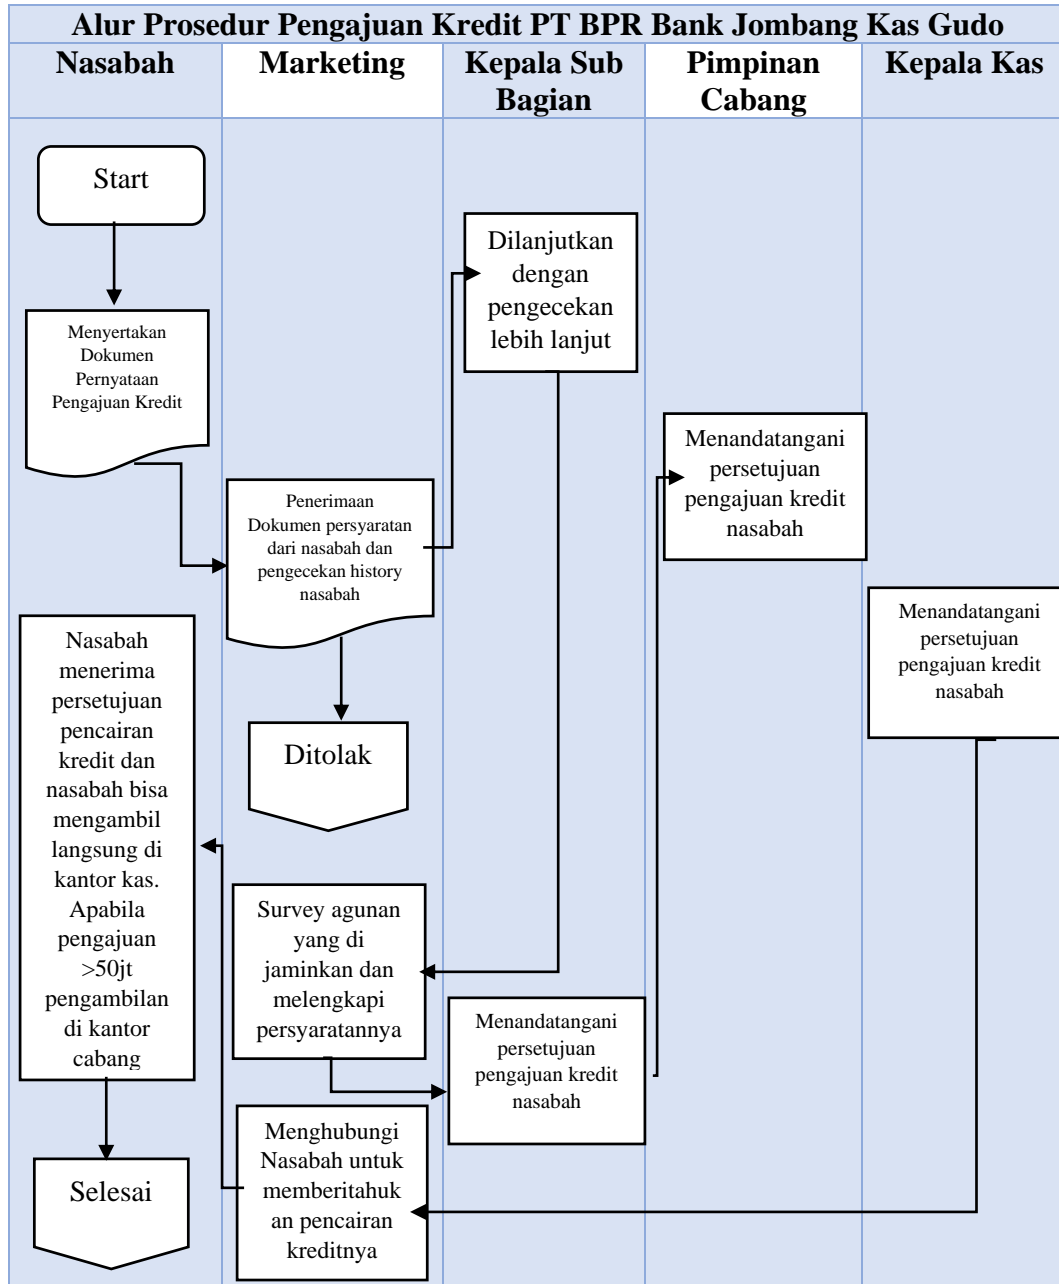 Alur Prosedur Pengajuan Kredit PT BPR Bank Jombang Kas Gudo
Nasabah
Marketing
Kepala Sub
Bagian
Pimpinan
Cabang
Kepala Kas
Start
Menyertakan
Dokumen
Pernyataan
Pengajuan Kredit
Penerimaan
Dokumen persyaratan
dari nasabah dan
pengecekan history
nasabah
Ditolak
Dilanjutkan
dengan
pengecekan
lebih lanjut
Survey agunan
yang di
jaminkan dan
melengkapi
persyaratannya
Menandatangani
persetujuan
pengajuan kredit
nasabah
Menandatangani
persetujuan
pengajuan kredit
nasabah
Menandatangani
persetujuan
pengajuan kredit
nasabah
Menghubungi
Nasabah untuk
memberitahuk
an pencairan
kreditnya
Nasabah
menerima
persetujuan
pencairan
kredit dan
nasabah bisa
mengambil
langsung di
kantor kas.
Apabila
pengajuan
>50jt
pengambilan
di kantor
cabang
Selesai